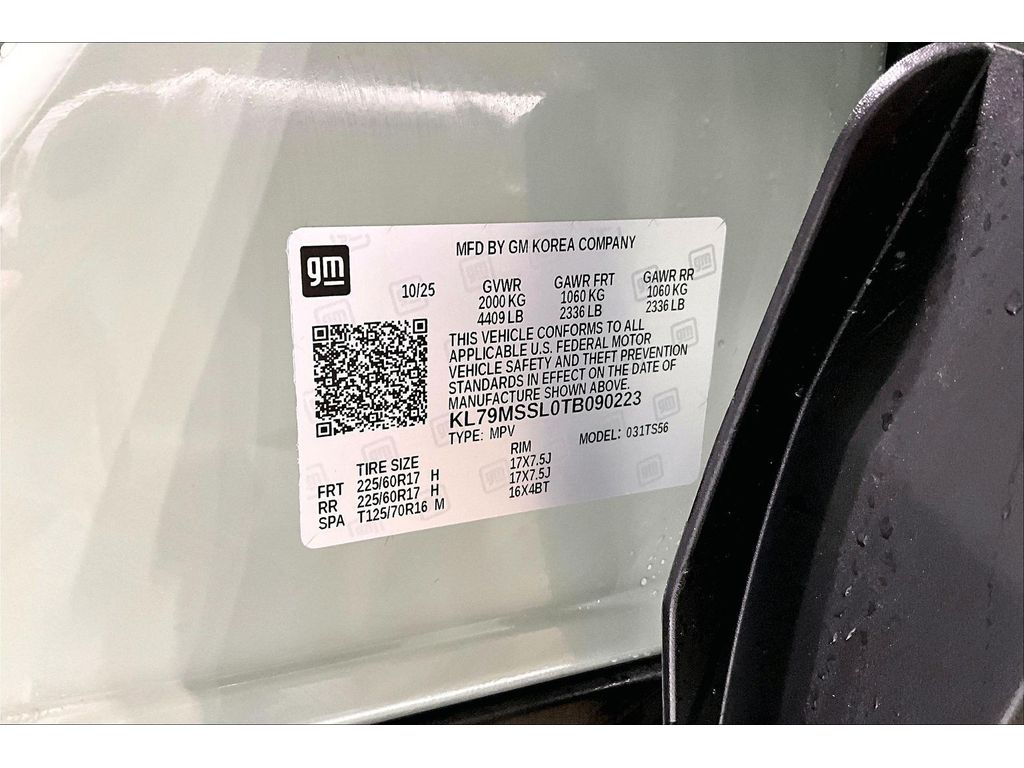 gm
MFD BY GM KOREA COMPANY
10/25
GVWR GAWR FRT GAWR RR
2000 KG 1060 KG 1060 KG
4409 LB 2336 LB 2336 LB
THIS VEHICLE CONFORMS TO ALL
APPLICABLE U.S. FEDERAL MOTOR
VEHICLE SAFETY AND THEFT PREVENTION
STANDARDS IN EFFECT ON THE DATE OF
MANUFACTURE SHOWN ABOVE.
KL79MSSL0TB090223
TYPE: MPV MODEL: 031TS56
TIRE SIZE RIM
FRT 225/60R17 H 17X7.5J
RR 225/60R17 H 17X7.5J
SPA T125/70R16 M 16X4BT